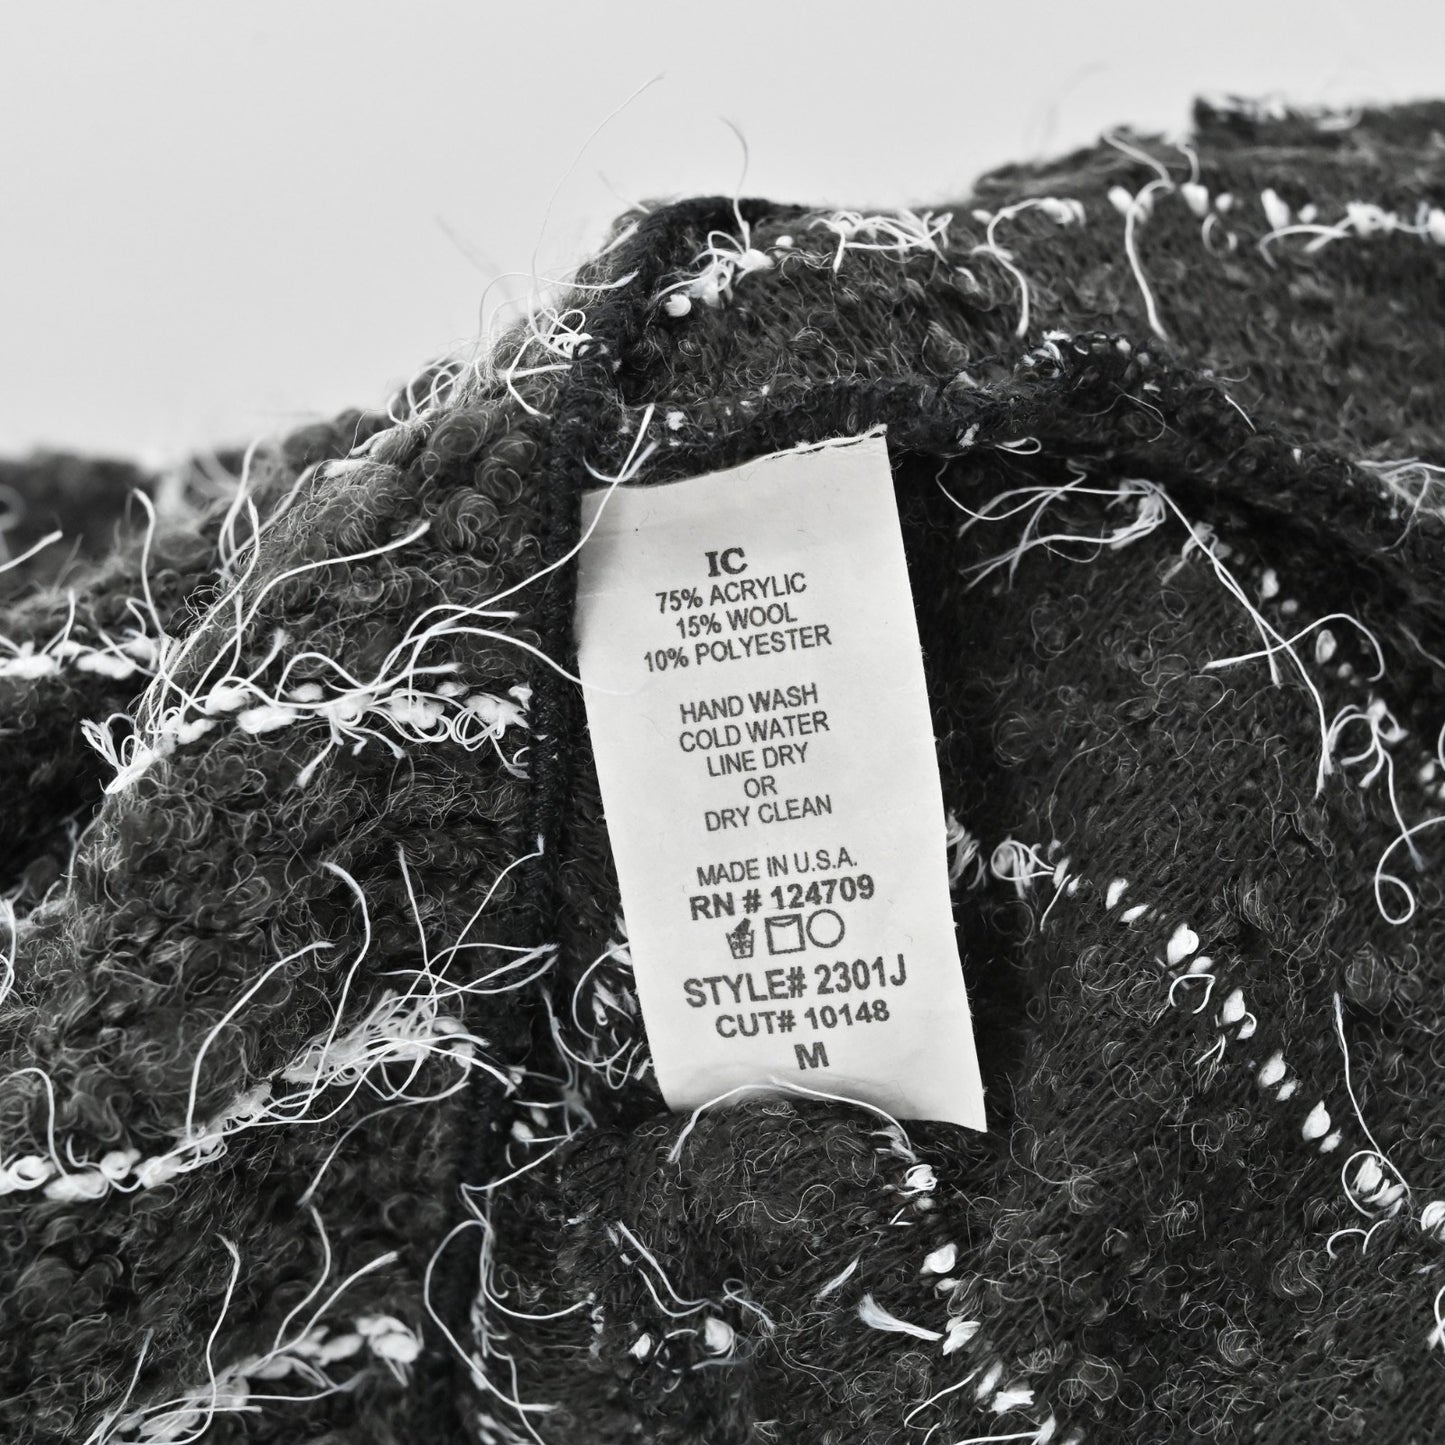 IC
75% ACRYLIC
15% WOOL
10% POLYESTER
HAND WASH
COLD WATER
LINE DRY
OR
DRY CLEAN
MADE IN U.S.A.
RN # 124709
STYLE# 2301J
CUT# 10148
M